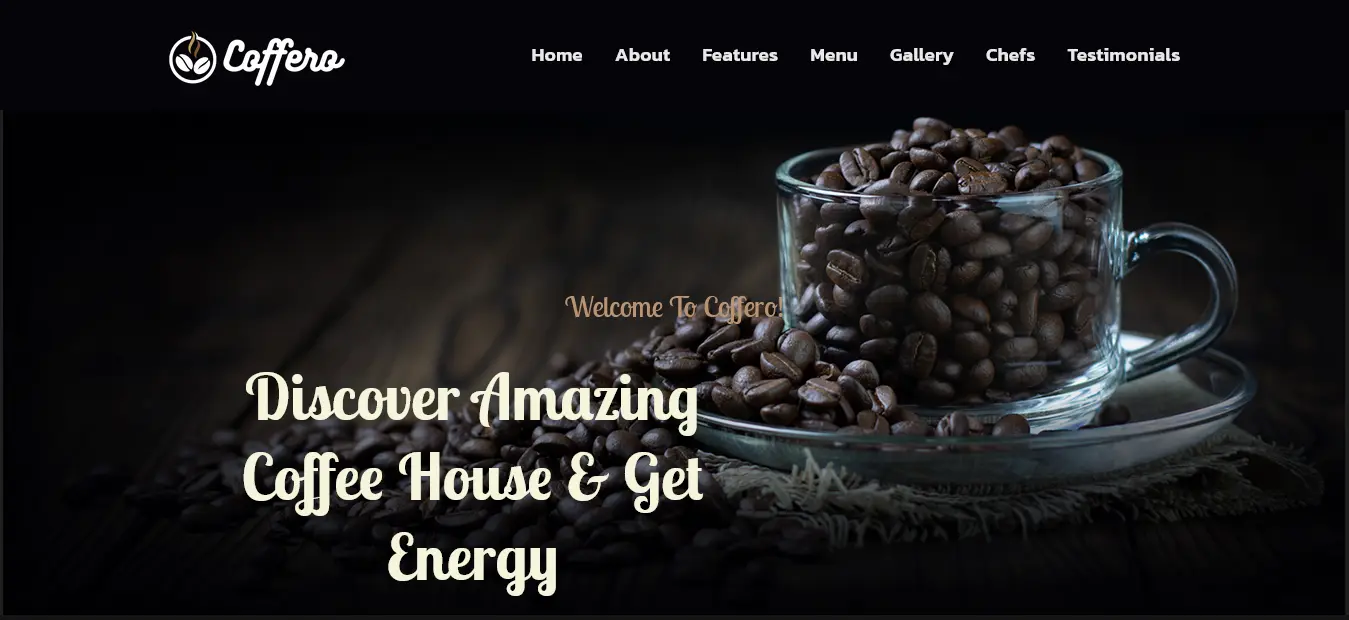 Coffero
Home About Features Menu Gallery Chefs Testimonials
Welcome To Coffero!
Discover Amazing
Coffee House & Get
Energy